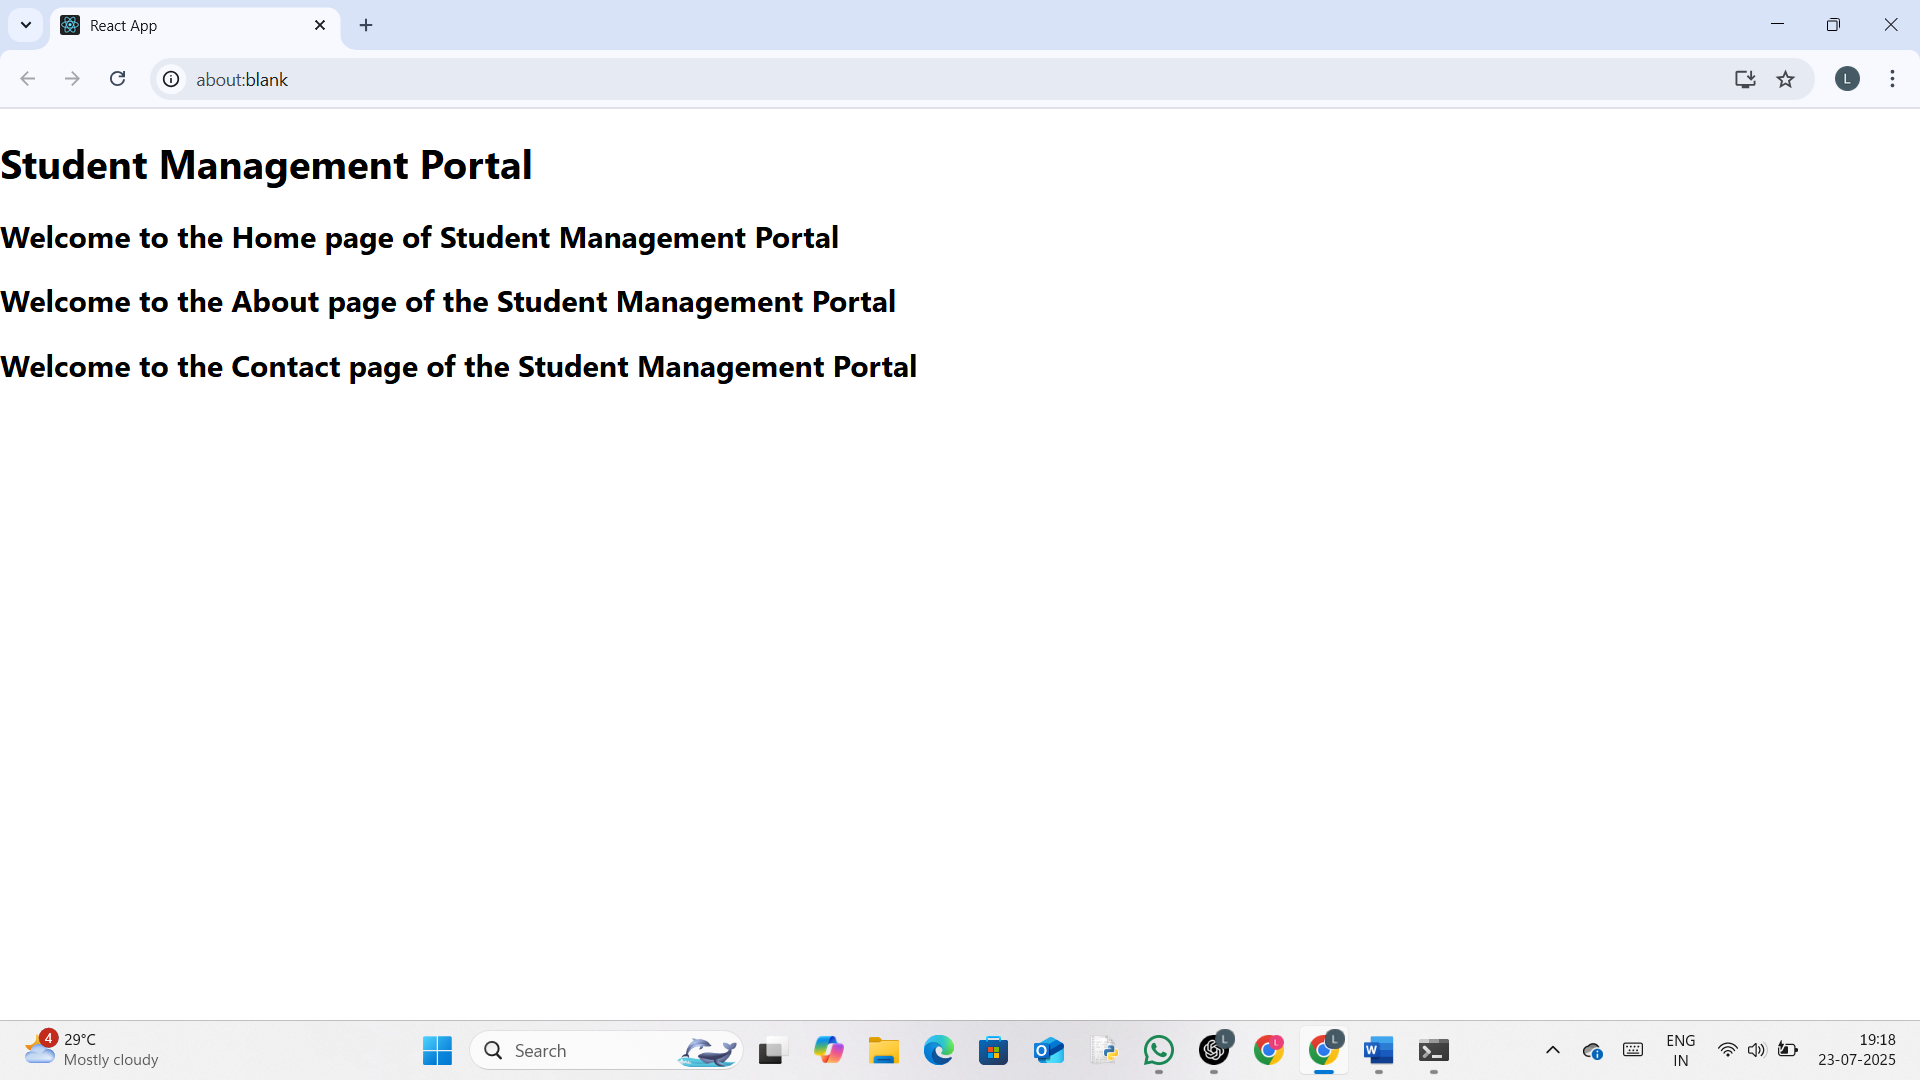 React App
about:blank
L
Student Management Portal
Welcome to the Home page of Student Management Portal
Welcome to the About page of the Student Management Portal
Welcome to the Contact page of the Student Management Portal
4
29°C
Mostly cloudy
Search
L
L
L
W
ENG
IN
19:18
23-07-2025